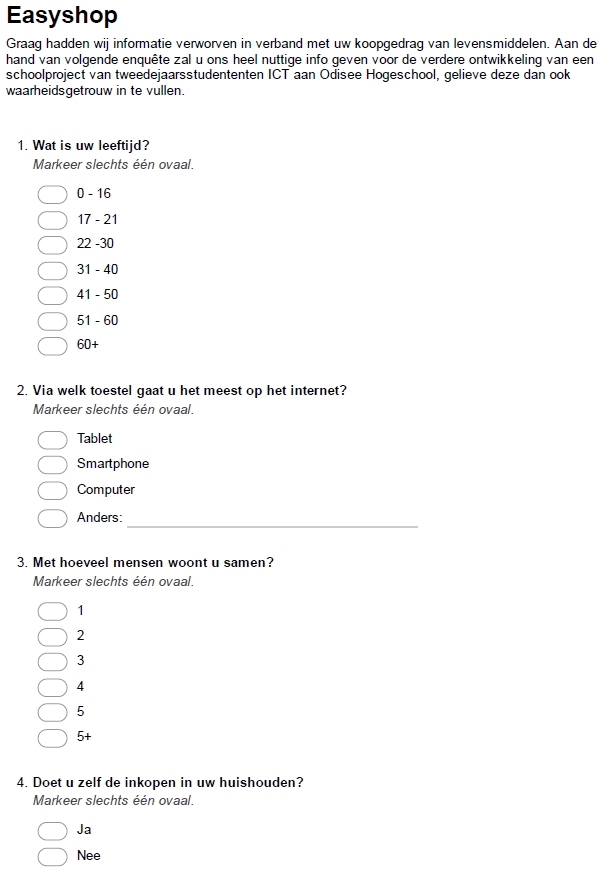 Easyshop
Graag hadden wij informatie verworven in verband met uw koopgedrag van levensmiddelen. Aan de
hand van volgende enquête zal u ons heel nuttige info geven voor de verdere ontwikkeling van een
schoolproject van tweedejaarsstudententen ICT aan Odisee Hogeschool, gelieve deze dan ook
waarheidsgetrouw in te vullen.
1. Wat is uw leeftijd?
Markeer slechts één ovaal.
0 - 16
17 - 21
22 -30
31 - 40
41 - 50
51 - 60
60+
2. Via welk toestel gaat u het meest op het internet?
Markeer slechts één ovaal.
Tablet
Smartphone
Computer
Anders:
3. Met hoeveel mensen woont u samen?
Markeer slechts één ovaal.
1
2
3
4
5
5+
4. Doet u zelf de inkopen in uw huishouden?
Markeer slechts één ovaal.
Ja
Nee